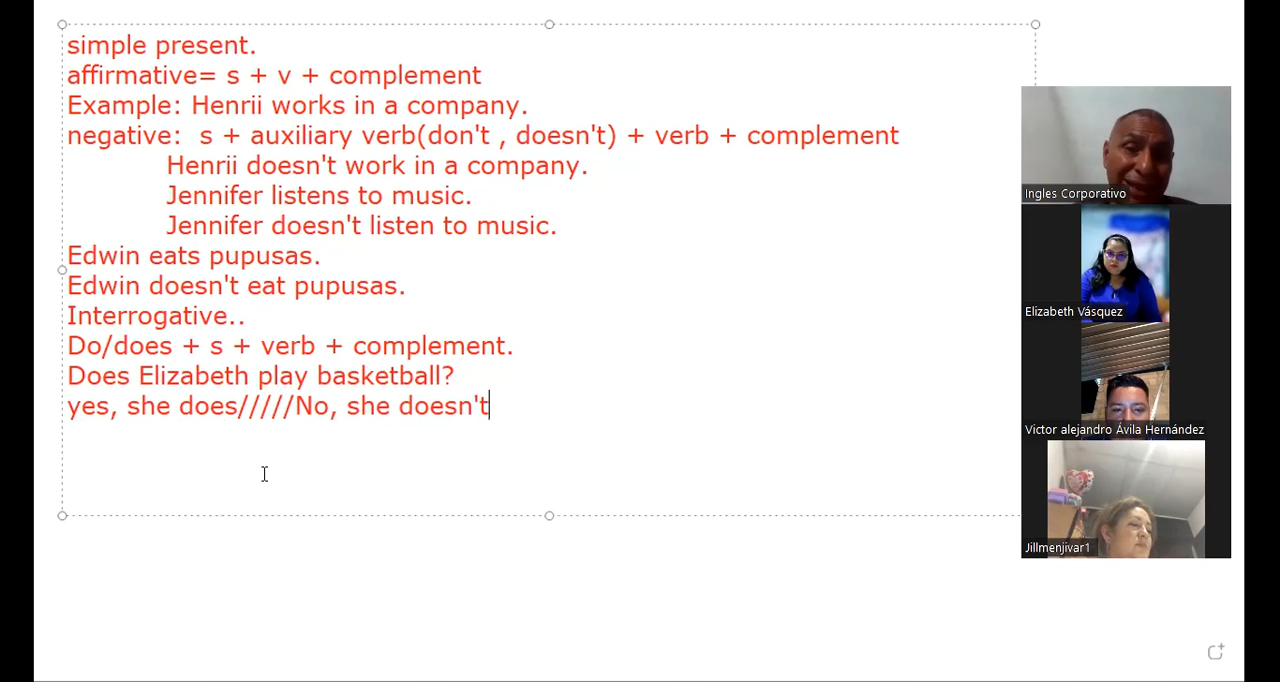 simple present.
affirmative= s + v + complement
Example: Henrii works in a company.
negative:  s + auxiliary verb(don't , doesn't) + verb + complement
Henrii doesn't work in a company.
Jennifer listens to music.
Jennifer doesn't listen to music.
Edwin eats pupusas.
Edwin doesn't eat pupusas.
Interrogative..
Do/does + s + verb + complement.
Does Elizabeth play basketball?
yes, she does/////No, she doesn't
Ingles Corporativo
Elizabeth Vásquez
Victor alejandro Ávila Hernández
Jillmenjivar1